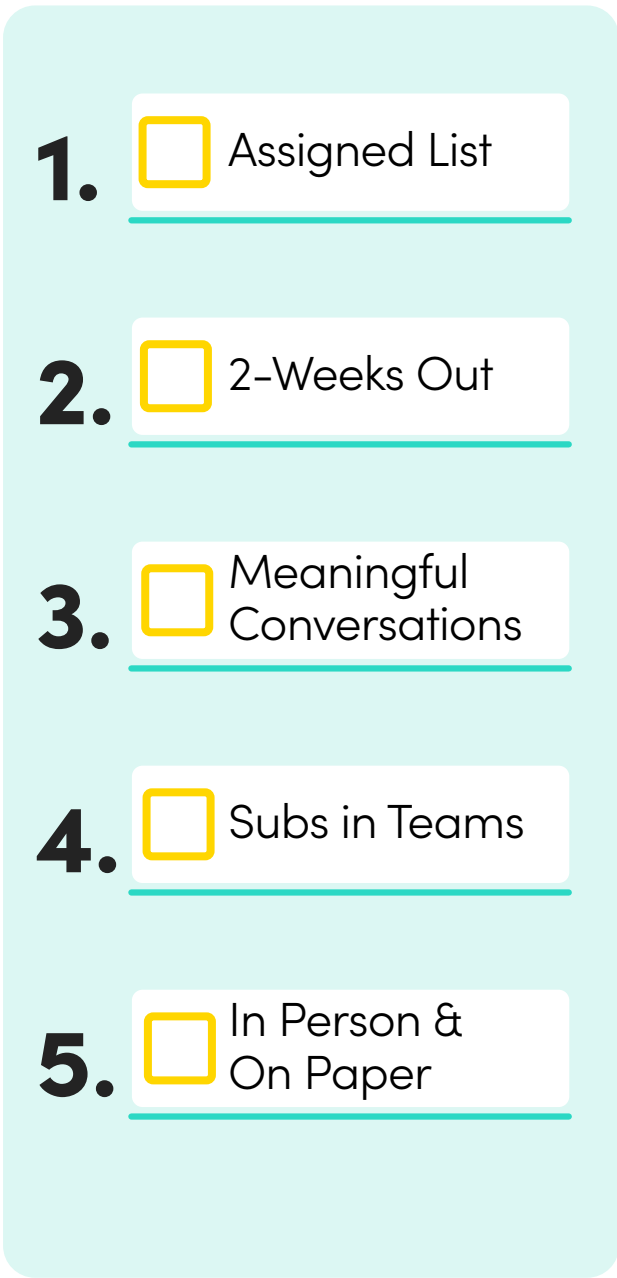 1. Assigned List
2. 2-Weeks Out
3. Meaningful
Conversations
4. Subs in Teams
5. In Person &
On Paper